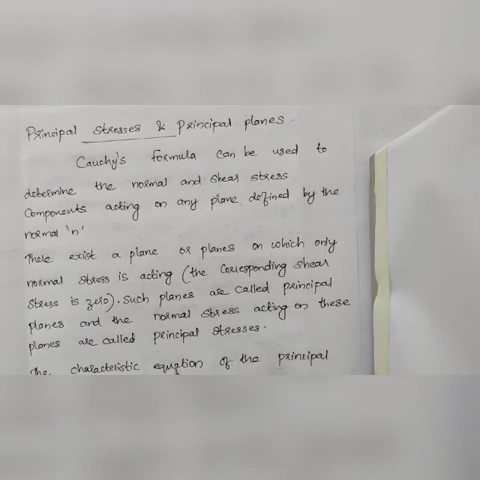 Principal stresses & Principal planes.
Cauchy's formula can be used to
determine the normal and shear stress
components acting on any plane defined by the
normal 'n'
There exist a plane or planes on which only
normal stress is acting (the corresponding shear
stress is zero). Such planes are called principal
planes and the normal stress acting on these
planes are called principal stresses.
The characteristic equation of the principal